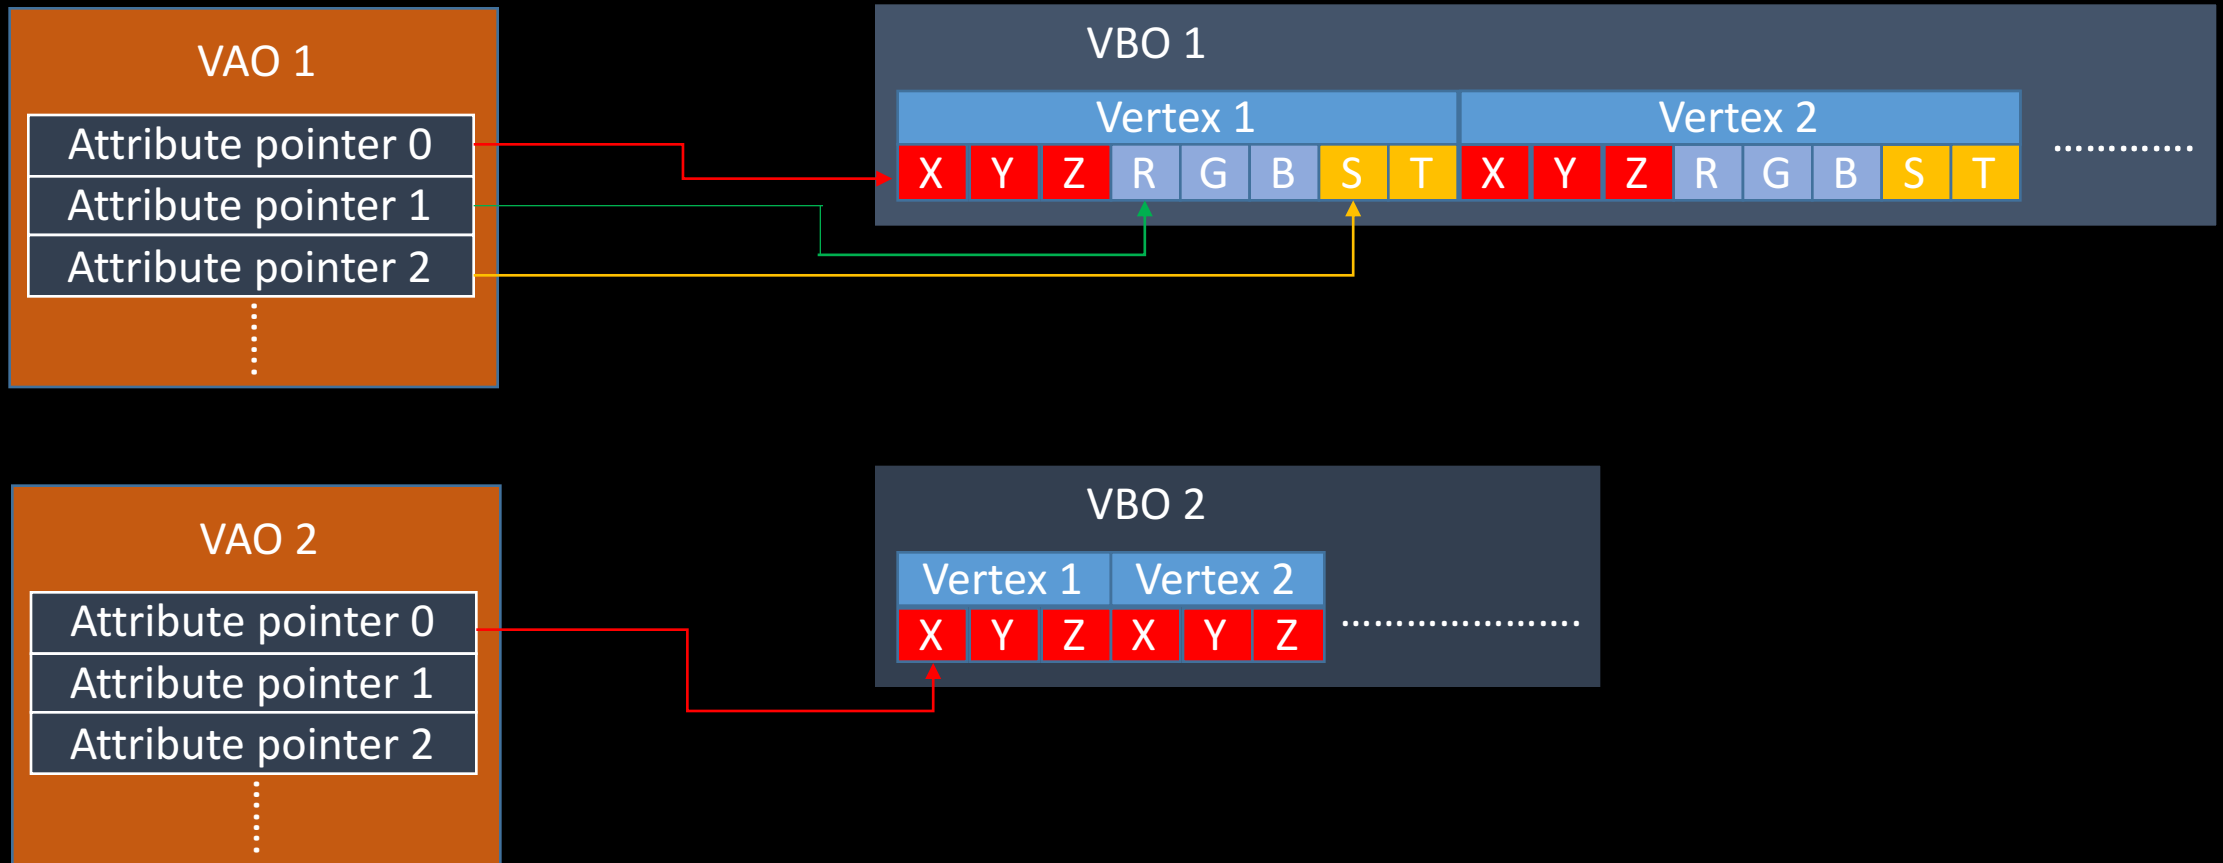 VAO 1
Attribute pointer 0
Attribute pointer 1
Attribute pointer 2
VBO 1
Vertex 1 Vertex 2
X Y Z R G B S T X Y Z R G B S T
VAO 2
Attribute pointer 0
Attribute pointer 1
Attribute pointer 2
VBO 2
Vertex 1 Vertex 2
X Y Z X Y Z